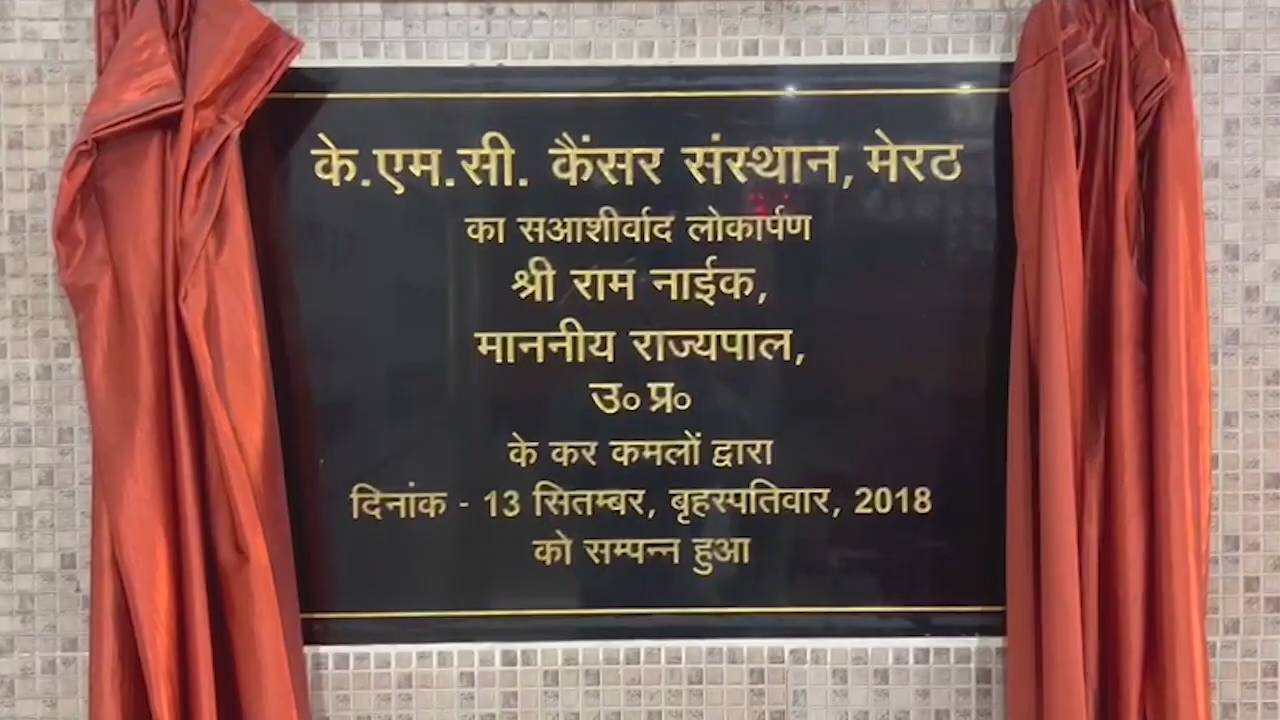 के.एम.सी. कैंसर संस्थान, मेरठ
का सआशीर्वाद लोकार्पण
श्री राम नाईक,
माननीय राज्यपाल,
उ० प्र०
के कर कमलों द्वारा
दिनांक - 13 सितम्बर, बृहस्पतिवार, 2018
को सम्पन्न हुआ